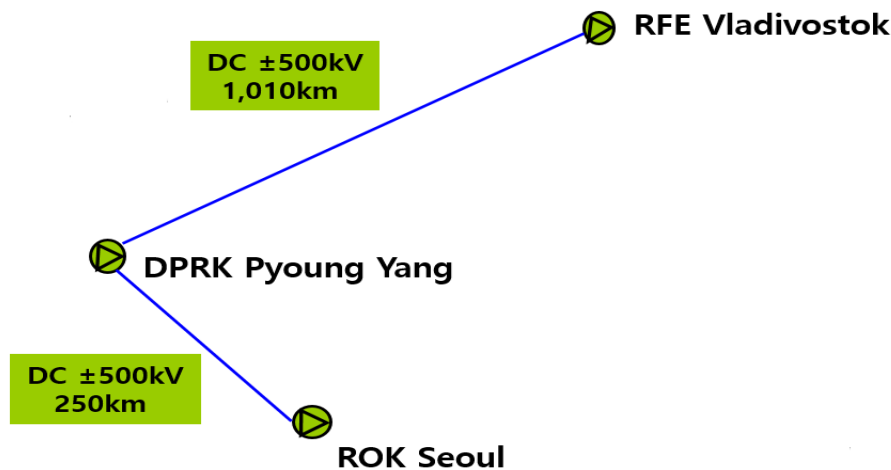 RFE Vladivostok
DC ±500kV
1,010km
DPRK Pyoung Yang
DC ±500kV
250km
ROK Seoul